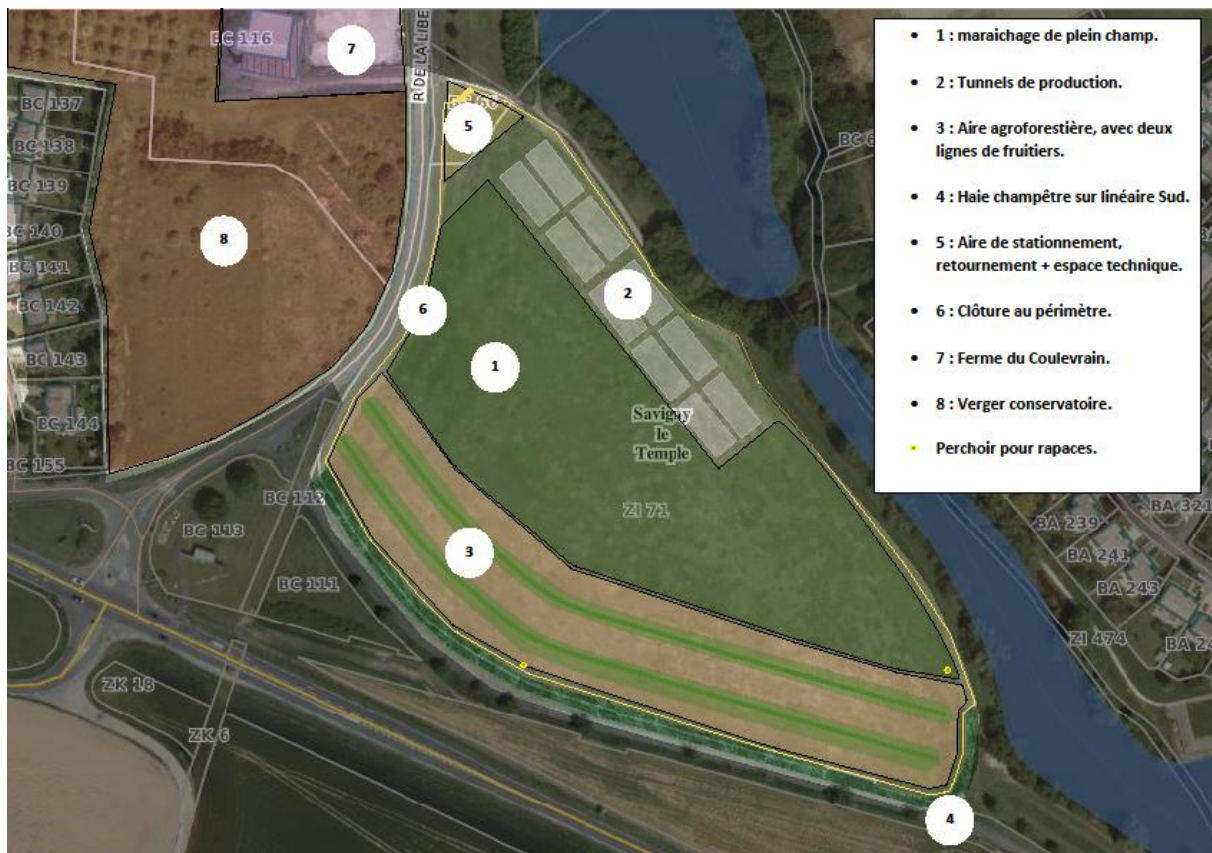 BC 116
7
R DE LA LIBE
BC 137
BC 138
BC 139
BC 140
BC 141
BC 142
BC 143
BC 144
BC 155
5
8
6
2
1
Savigny
le
Temple
ZI 71
BC 6
BC 112
BC 113
BC 111
3
ZK 18
ZK 6
4
BA 239
BA 321
BA 241
BA 243
ZI 474
BA 24
• 1 : maraichage de plein champ.
• 2 : Tunnels de production.
• 3 : Aire agroforestière, avec deux
lignes de fruitiers.
• 4 : Haie champêtre sur linéaire Sud.
• 5 : Aire de stationnement,
retournement + espace technique.
• 6 : Clôture au périmètre.
• 7 : Ferme du Coulevrain.
• 8 : Verger conservatoire.
• Perchoir pour rapaces.